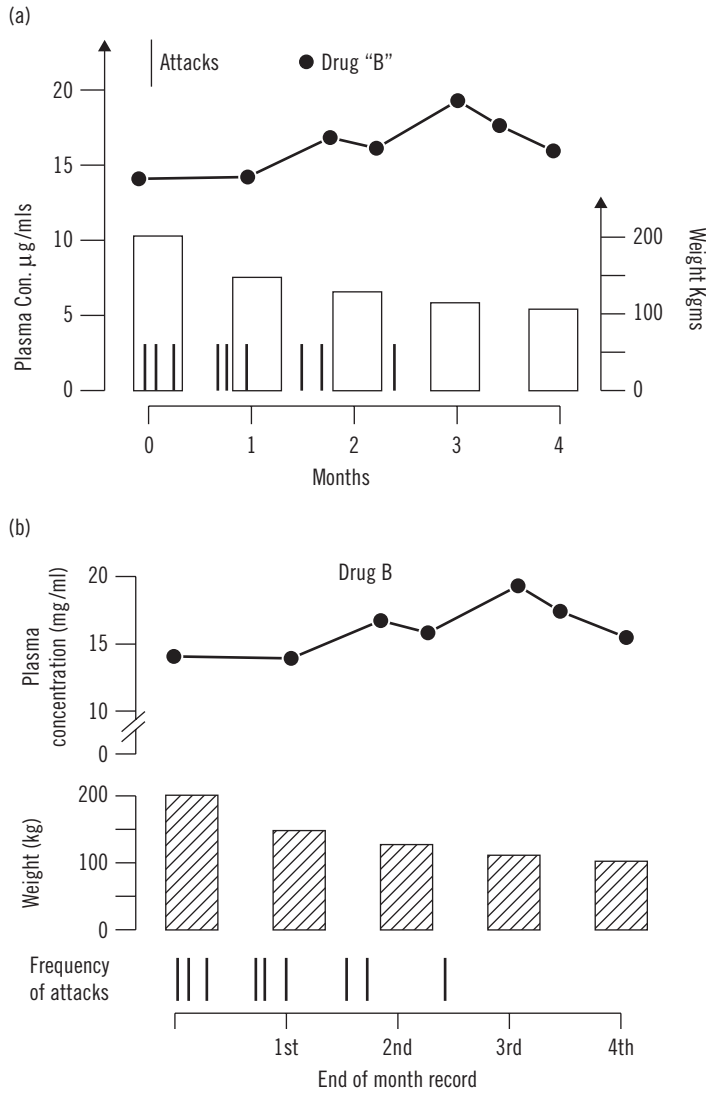 (a)
Attacks
Drug “B”
20
15
10
5
0
Plasma Con. μg/mls
200
100
0
Weight Kgms
0 1 2 3 4
Months
(b)
Drug B
20
15
10
0
Plasma
concentration (mg/ml)
200
100
0
Weight (kg)
Frequency
of attacks
1st 2nd 3rd 4th
End of month record